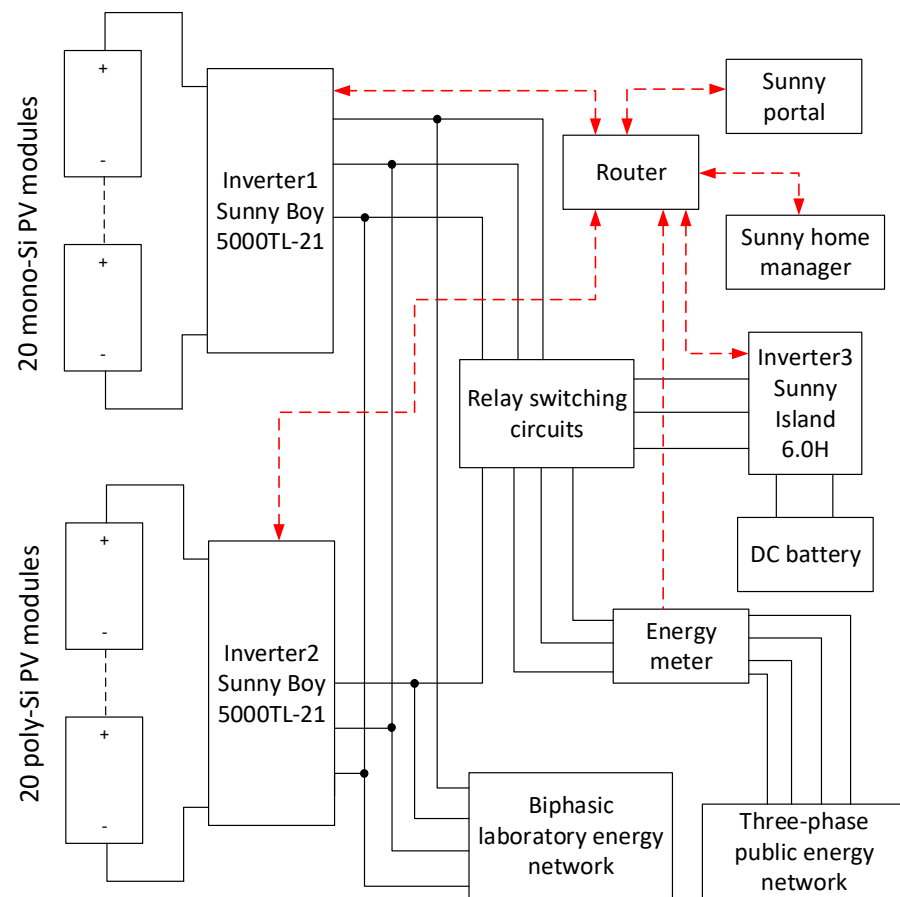 20 mono-Si PV modules
+
-
+
-
Inverter1
Sunny Boy
5000TL-21
Sunny
portal
Router
Sunny home
manager
Relay switching
circuits
Inverter3
Sunny
Island
6.0H
DC battery
20 poly-Si PV modules
+
-
+
-
Inverter2
Sunny Boy
5000TL-21
Energy
meter
Biphasic
laboratory energy
network
Three-phase
public energy
network